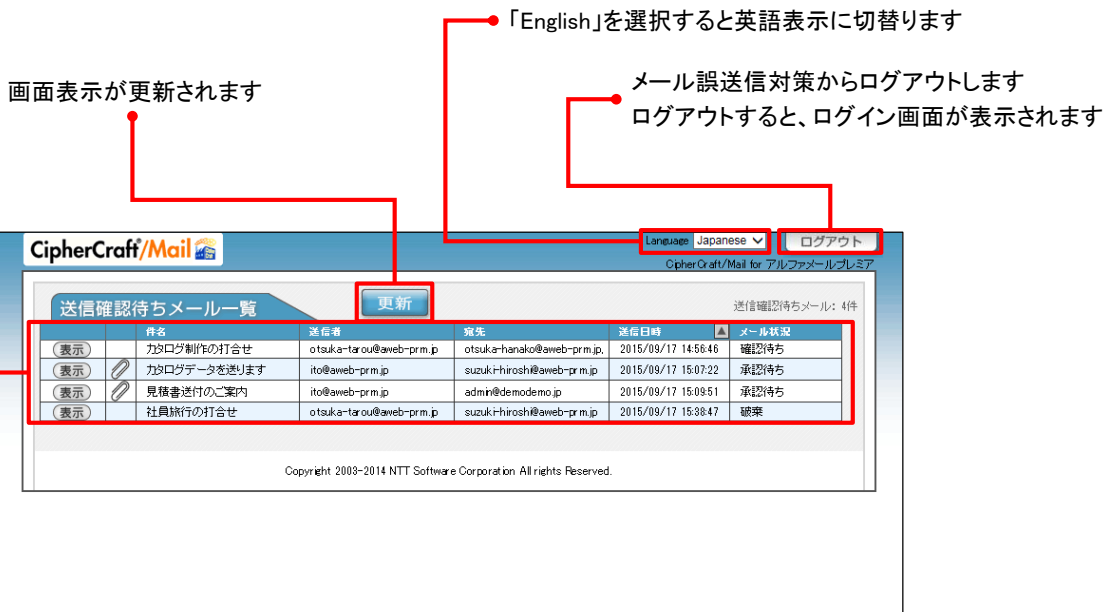 「English」を選択すると英語表示に切替ります
メール誤送信対策からログアウトします
ログアウトすると、ログイン画面が表示されます
画面表示が更新されます
CipherCraft/Mail
Language Japanese ログアウト
CipherCraft/Mail for アルファメールプレミア
送信確認待ちメール一覧 更新 送信確認待ちメール: 4件
件名 送信者 宛先 送信日時 ▲ メール状況
表示 カタログ制作の打合せ otsuka-tarou@aweb-prm.jp otsuka-hanako@aweb-prm.jp, 2015/09/17 14:56:46 確認待ち
表示 カタログデータを送ります ito@aweb-prm.jp suzuki-hiroshi@aweb-prm.jp 2015/09/17 15:07:22 承認待ち
表示 見積書送付のご案内 ito@aweb-prm.jp admin@demodemo.jp 2015/09/17 15:09:51 承認待ち
表示 社員旅行の打合せ otsuka-tarou@aweb-prm.jp suzuki-hiroshi@aweb-prm.jp 2015/09/17 15:38:47 破棄
Copyright 2003-2014 NTT Software Corporation All rights Reserved.